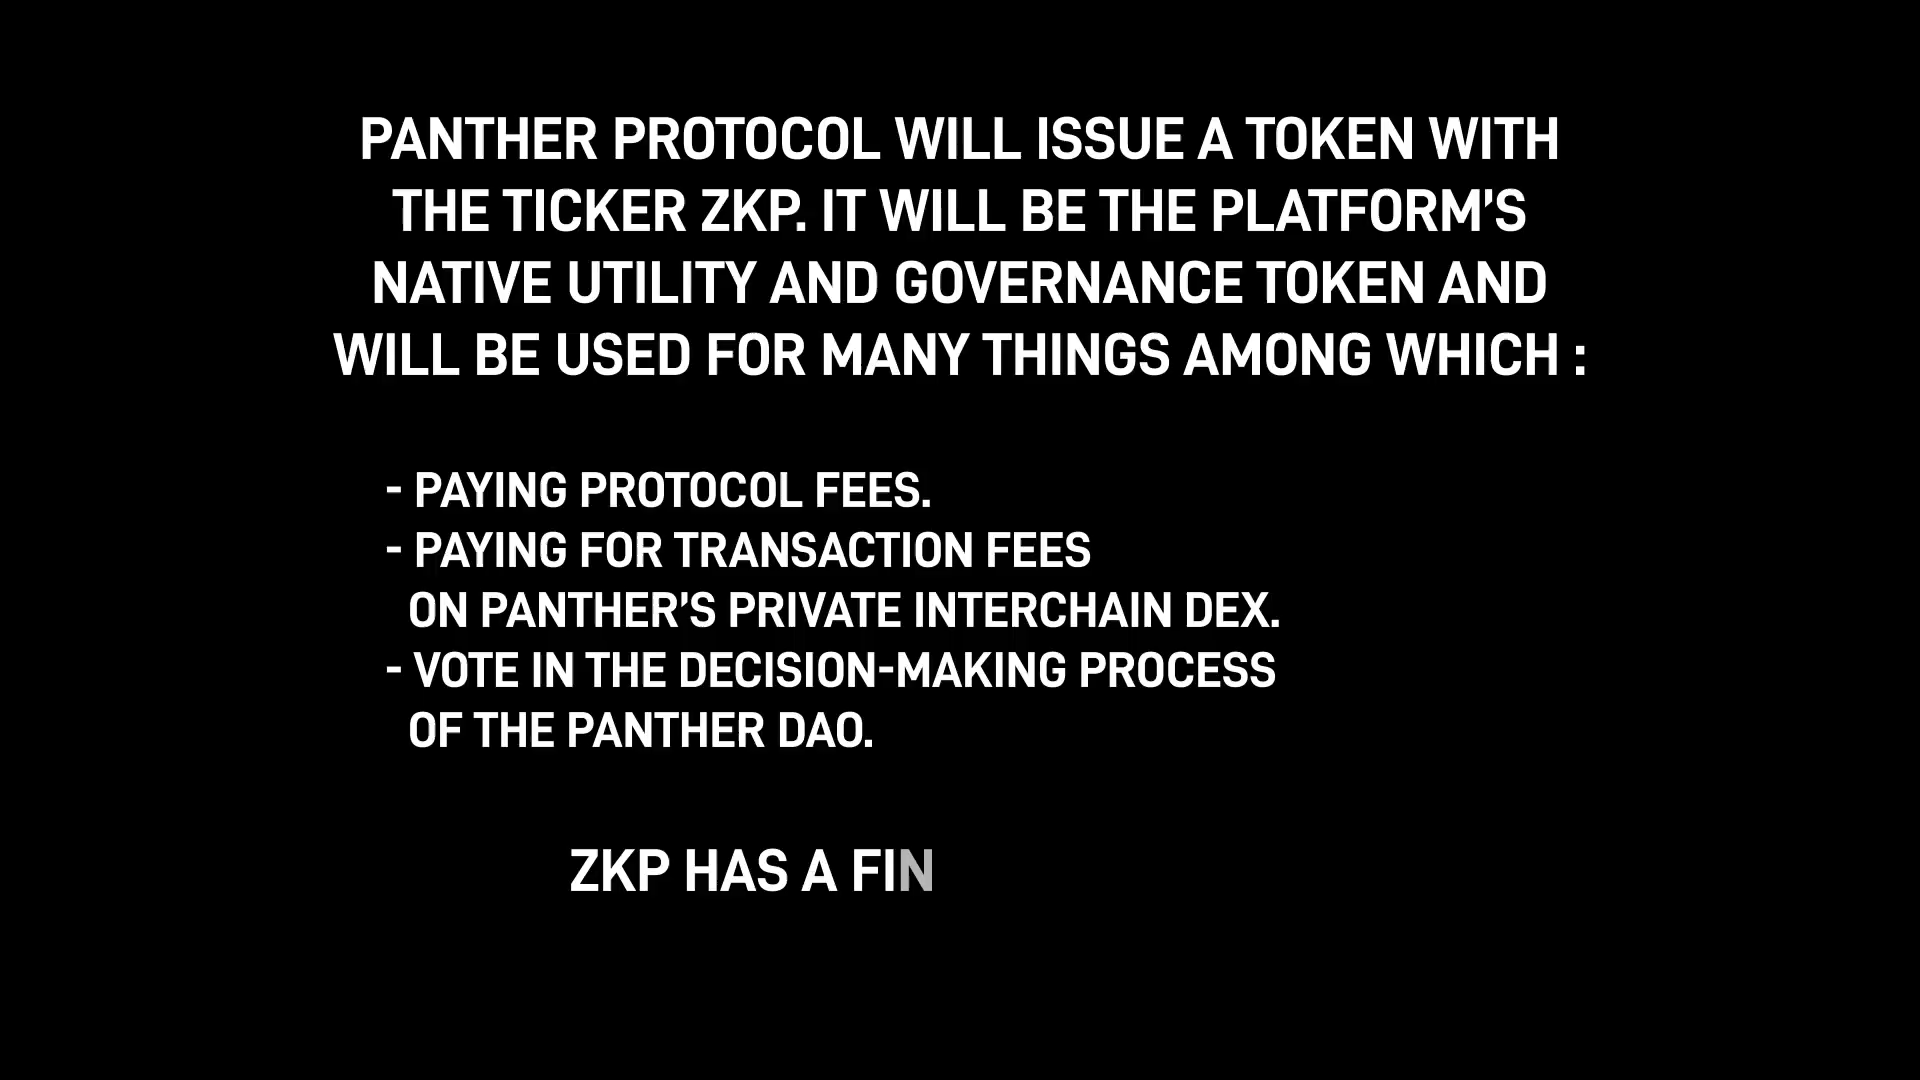 PANTHER PROTOCOL WILL ISSUE A TOKEN WITH
THE TICKER ZKP. IT WILL BE THE PLATFORM’S
NATIVE UTILITY AND GOVERNANCE TOKEN AND
WILL BE USED FOR MANY THINGS AMONG WHICH :
- PAYING PROTOCOL FEES.
- PAYING FOR TRANSACTION FEES
ON PANTHER’S PRIVATE INTERCHAIN DEX.
- VOTE IN THE DECISION-MAKING PROCESS
OF THE PANTHER DAO.
ZKP HAS A FIN